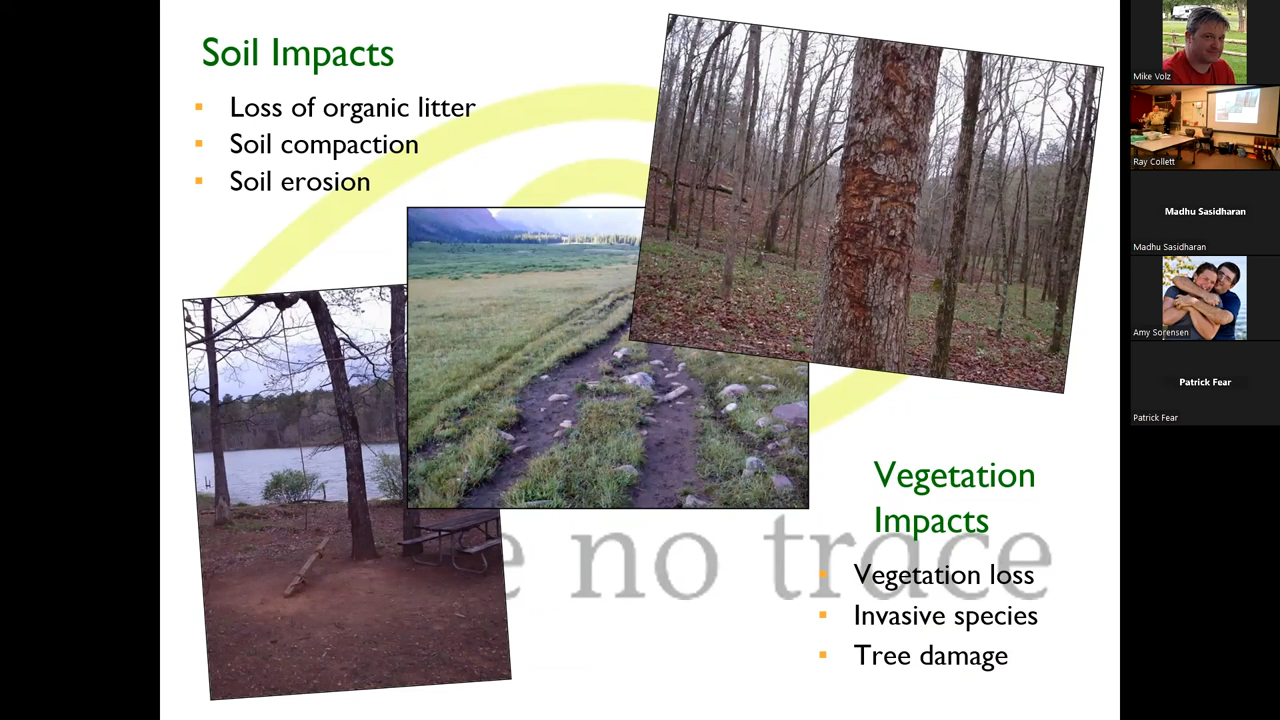 Soil Impacts
Loss of organic litter
Soil compaction
Soil erosion
Vegetation
Impacts
e no trace
Vegetation loss
Invasive species
Tree damage
Mike Volz
Ray Collett
Madhu Sasidharan
Madhu Sasidharan
Amy Sorensen
Patrick Fear
Patrick Fear